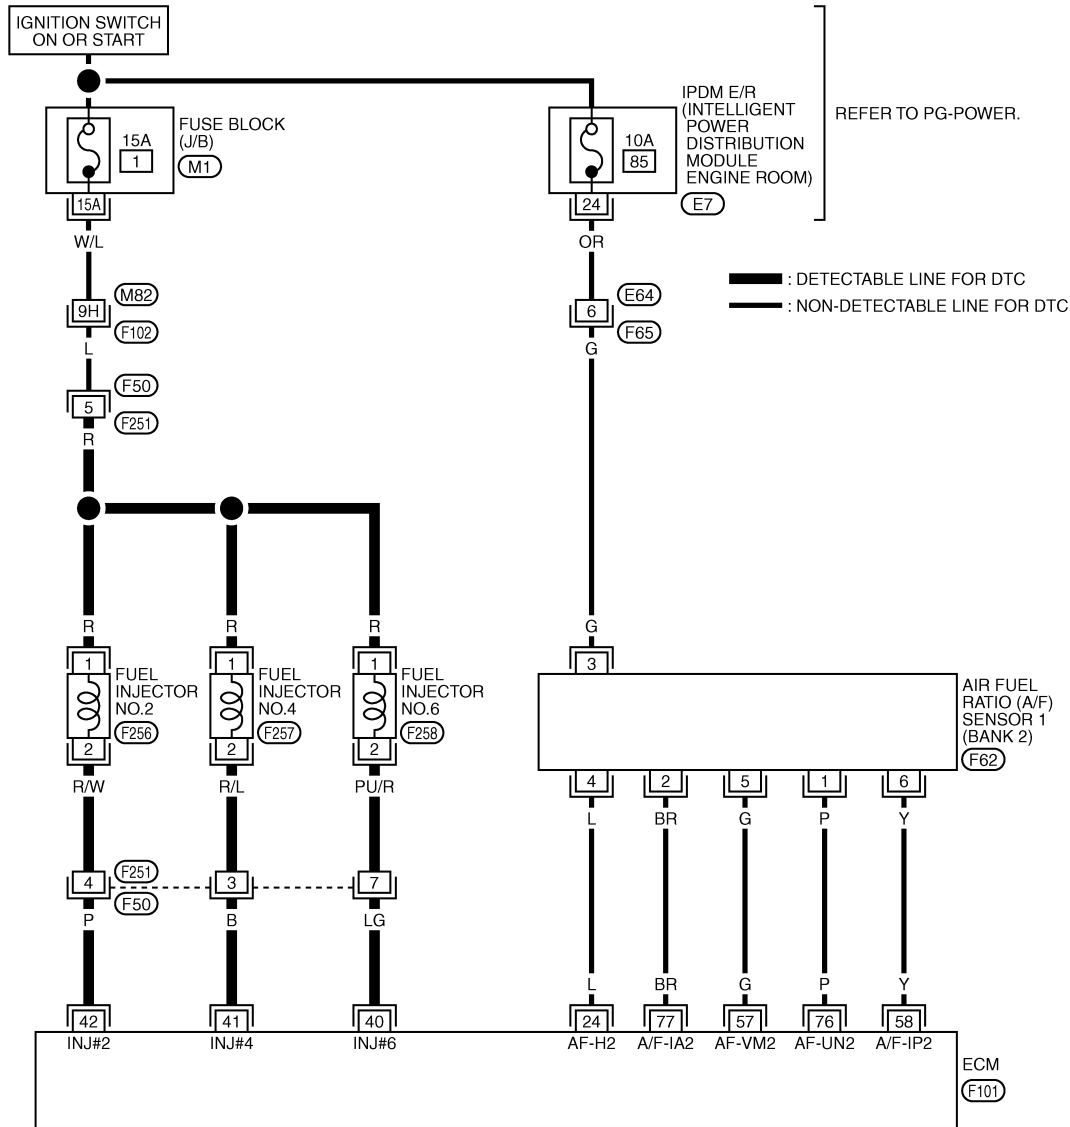 IGNITION SWITCH
ON OR START
FUSE BLOCK
(J/B)
M1
15A
1
15A
W/L
IPDM E/R
(INTELLIGENT
POWER
DISTRIBUTION
MODULE
ENGINE ROOM)
E7
10A
85
24
OR
REFER TO PG-POWER.
: DETECTABLE LINE FOR DTC
: NON-DETECTABLE LINE FOR DTC
M82
9H
F102
L
F50
5
F251
R
E64
6
F65
G
R
R
R
G
1
1
1
3
FUEL
INJECTOR
NO.2
F256
FUEL
INJECTOR
NO.4
F257
FUEL
INJECTOR
NO.6
F258
AIR FUEL
RATIO (A/F)
SENSOR 1
(BANK 2)
F62
2
2
2
4
2
5
1
6
R/W
R/L
PU/R
L
BR
G
P
Y
F251
4
3
7
F50
P
B
LG
L
BR
G
P
Y
42
41
40
24
77
57
76
58
INJ#2
INJ#4
INJ#6
AF-H2
A/F-IA2
AF-VM2
AF-UN2
A/F-IP2
ECM
F101